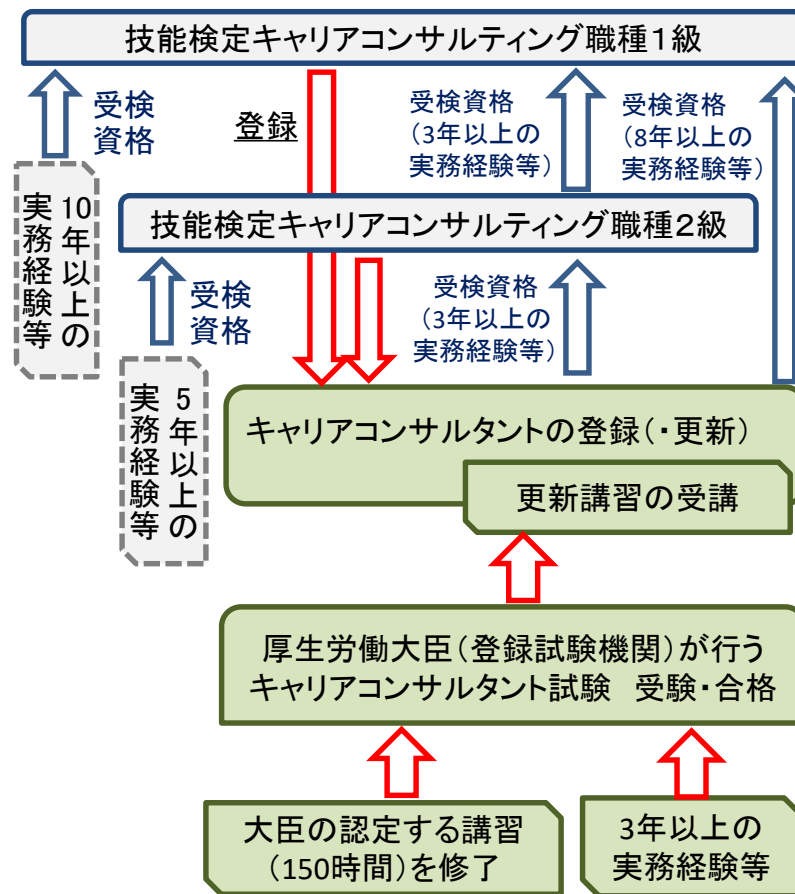 技能検定キャリアコンサルティング職種１級
受検
資格
登録
受検資格
（3年以上の
実務経験等）
受検資格
（8年以上の
実務経験等）
10年以上の
実務経験等
技能検定キャリアコンサルティング職種２級
受検
資格
受検資格
（3年以上の
実務経験等）
5年以上の
実務経験等
キャリアコンサルタントの登録（・更新）
更新講習の受講
厚生労働大臣（登録試験機関）が行う
キャリアコンサルタント試験　受験・合格
大臣の認定する講習
（150時間）を修了
3年以上の
実務経験等